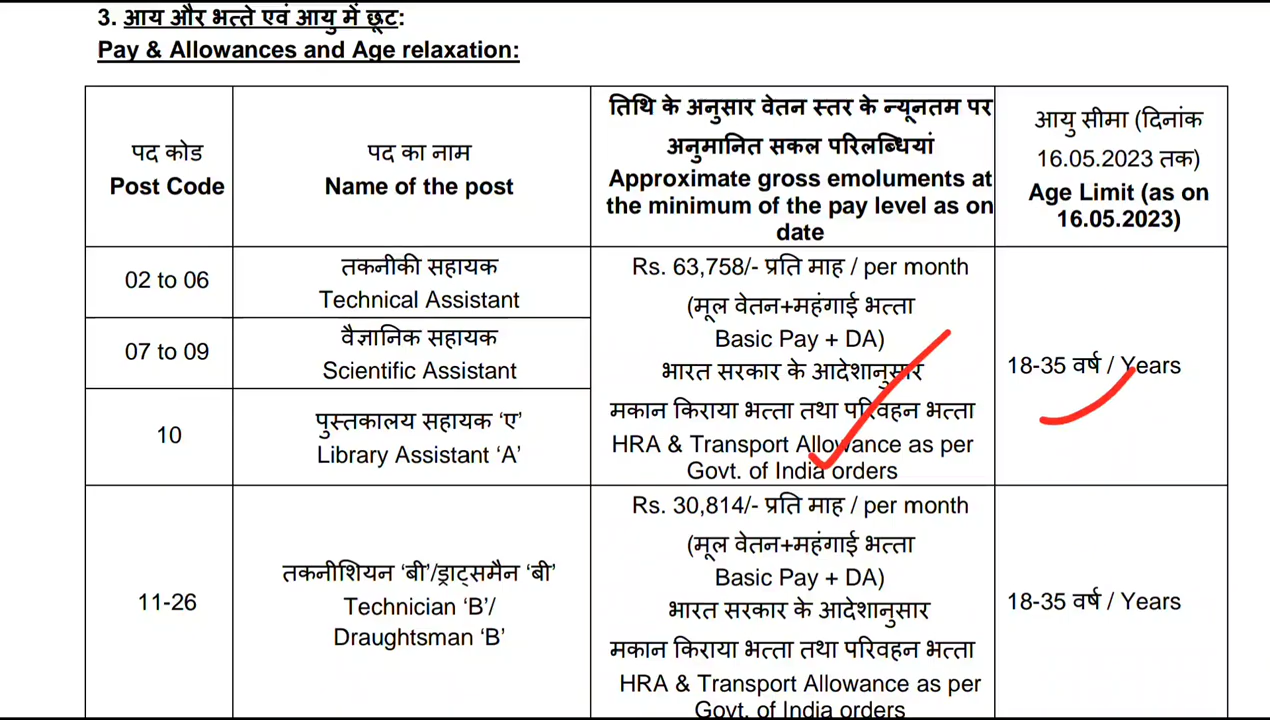 3. आय और भत्ते एवं आयु में छूट:
Pay & Allowances and Age relaxation:
पद कोड
Post Code
पद का नाम
Name of the post
तिथि के अनुसार वेतन स्तर के न्यूनतम पर
अनुमानित सकल परिलब्धियां
Approximate gross emoluments at
the minimum of the pay level as on
date
आयु सीमा (दिनांक
16.05.2023 तक)
Age Limit (as on
16.05.2023)
02 to 06
तकनीकी सहायक
Technical Assistant
07 to 09
वैज्ञानिक सहायक
Scientific Assistant
10
पुस्तकालय सहायक ‘ए’
Library Assistant ‘A’
Rs. 63,758/- प्रति माह / per month
(मूल वेतन+महंगाई भत्ता
Basic Pay + DA)
भारत सरकार के आदेशानुसार
मकान किराया भत्ता तथा परिवहन भत्ता
HRA & Transport Allowance as per
Govt. of India orders
18-35 वर्ष / Years
11-26
तकनीशियन ‘बी’/ड्राट्समैन ‘बी’
Technician ‘B’/
Draughtsman ‘B’
Rs. 30,814/- प्रति माह / per month
(मूल वेतन+महंगाई भत्ता
Basic Pay + DA)
भारत सरकार के आदेशानुसार
मकान किराया भत्ता तथा परिवहन भत्ता
HRA & Transport Allowance as per
Govt. of India orders
18-35 वर्ष / Years